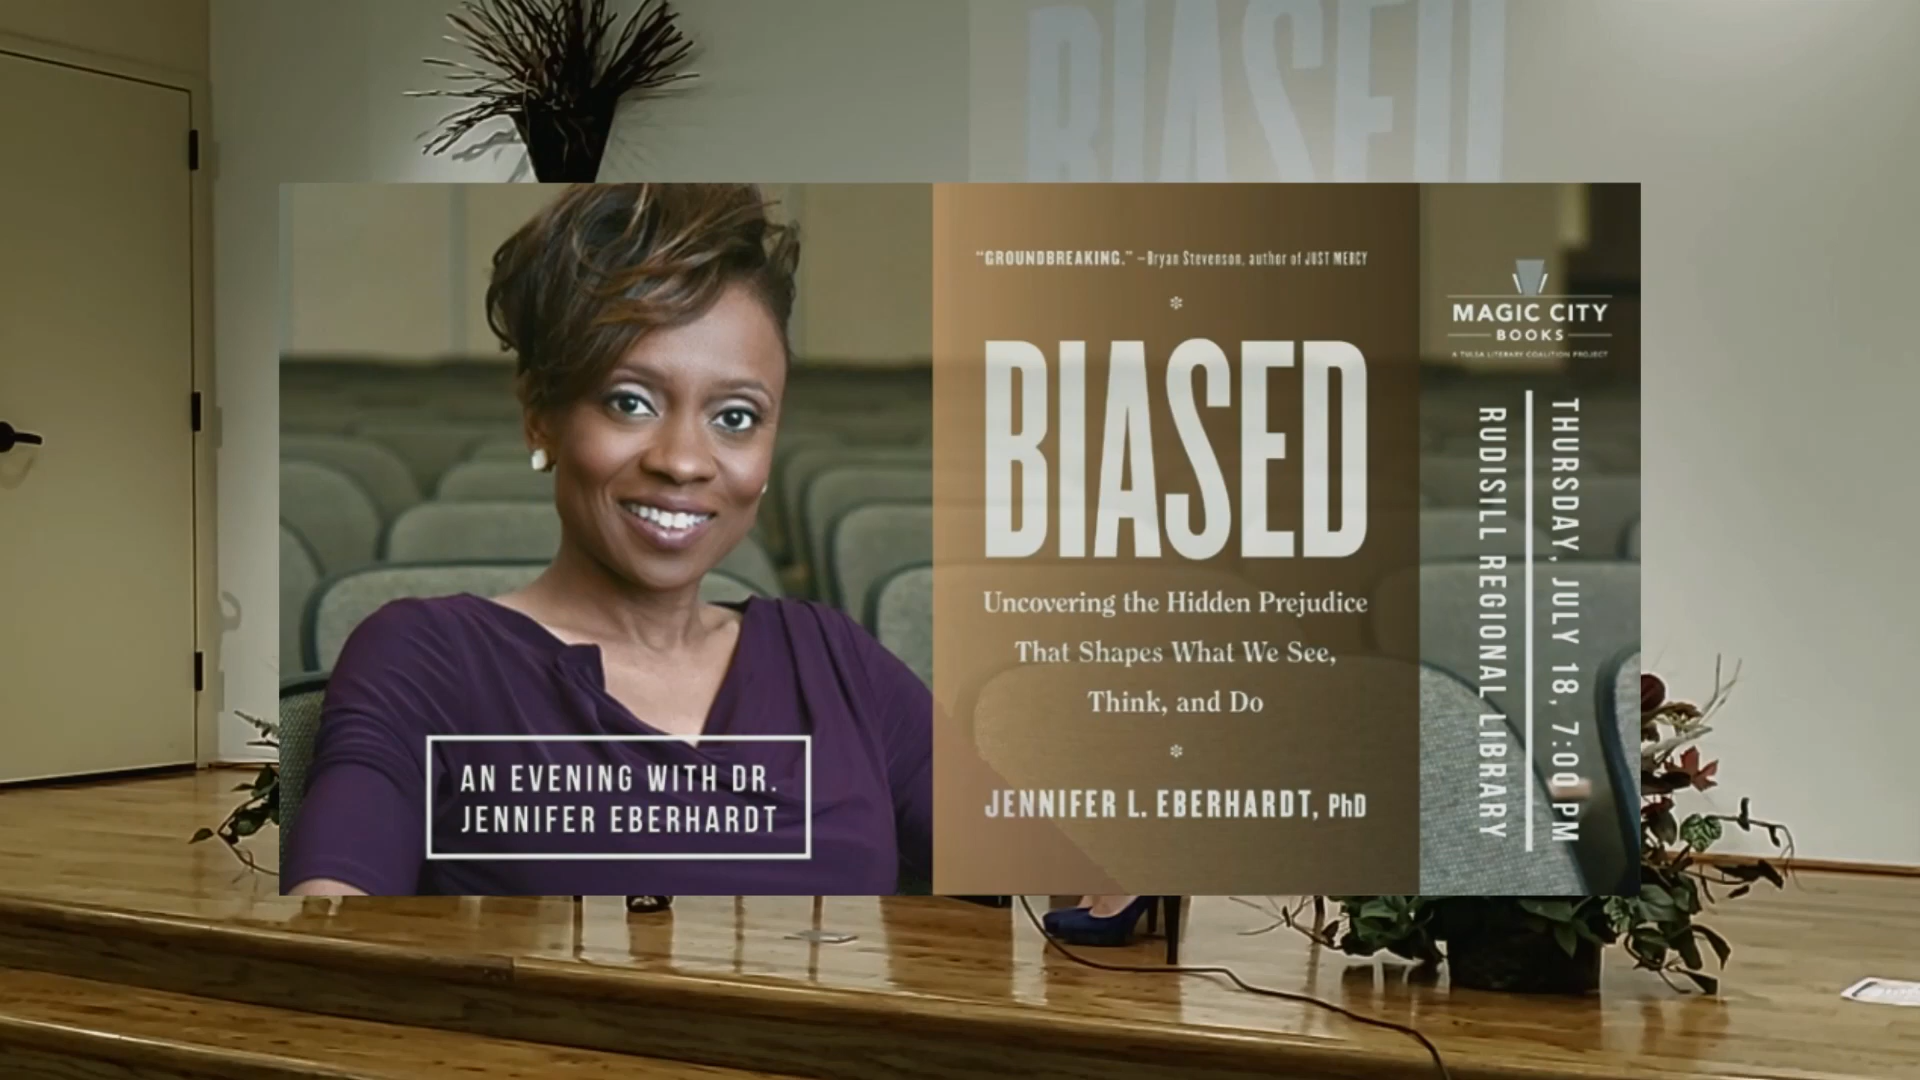 BIASED
"GROUNDBREAKING." –Bryan Stevenson, author of JUST MERCY
BIASED
Uncovering the Hidden Prejudice
That Shapes What We See,
Think, and Do
JENNIFER L. EBERHARDT, PhD
AN EVENING WITH DR.
JENNIFER EBERHARDT
MAGIC CITY
BOOKS
A TULSA LITERARY COALITION PROJECT
THURSDAY, JULY 18, 7:00 PM
RUDISILL REGIONAL LIBRARY